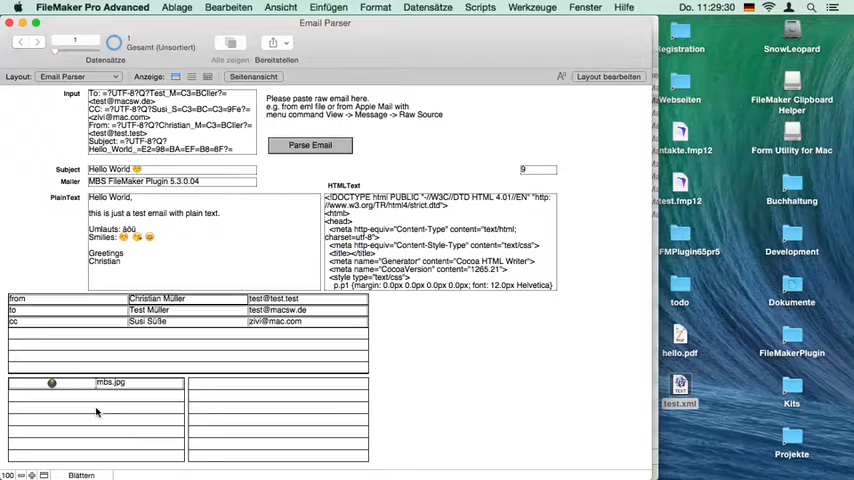 FileMaker Pro Advanced Ablage Bearbeiten Ansicht Einfügen Format Datensätze Scripts Werkzeuge Fenster Hilfe Do. 11:29:30
Email Parser
1
1
Gesamt (Unsortiert)
Datensätze
Alle zeigen
Bereitstellen
Layout: Email Parser Anzeige: Seitenansicht Layout bearbeiten
Input
To: =?UTF-8?Q?Test_M=C3=BCller?=
<test@macsw.de>
CC: =?UTF-8?Q?Susi_S=C3=BC=C3=9Fe?=
<zivi@mac.com>
From: =?UTF-8?Q?Christian_M=C3=BCller?=
<test@test.test>
Subject: =?UTF-8?Q?
Hello_World_=E2=98=BA=EF=B8=8F?=
Please paste raw email here.
e.g. from eml file or from Apple Mail with
menu command View -> Message -> Raw Source
Parse Email
Subject Hello World ☺️
9
Mailer MBS FileMaker Plugin 5.3.0.04
HTMLText
PlainText
Hello World,
this is just a test email with plain text.
Umlauts: äöü
Greetings
Christian
<!DOCTYPE html PUBLIC "-//W3C//DTD HTML 4.01//EN" "http:
//www.w3.org/TR/html4/strict.dtd">
<html>
<head>
<meta http-equiv="Content-Type" content="text/html;
charset=utf-8">
<meta http-equiv="Content-Style-Type" content="text/css">
<title></title>
<meta name="Generator" content="Cocoa HTML Writer">
<meta name="CocoaVersion" content="1265.21">
<style type="text/css">
p.p1 {margin: 0.0px 0.0px 0.0px 0.0px; font: 12.0px Helvetica}
from Christian Müller test@test.test
to Test Müller test@macsw.de
cc Susi Süße zivi@mac.com
mbs.jpg
100
Blättern
Registration
SnowLeopard
Webseiten
FileMaker Clipboard
Helper
ntakte.fmp12
Form Utility for Mac
test.fmp12
Buchhaltung
FMPlugin65pr5
Development
todo
Dokumente
hello.pdf
FileMakerPlugin
TEXT
test.xml
Kits
Projekte